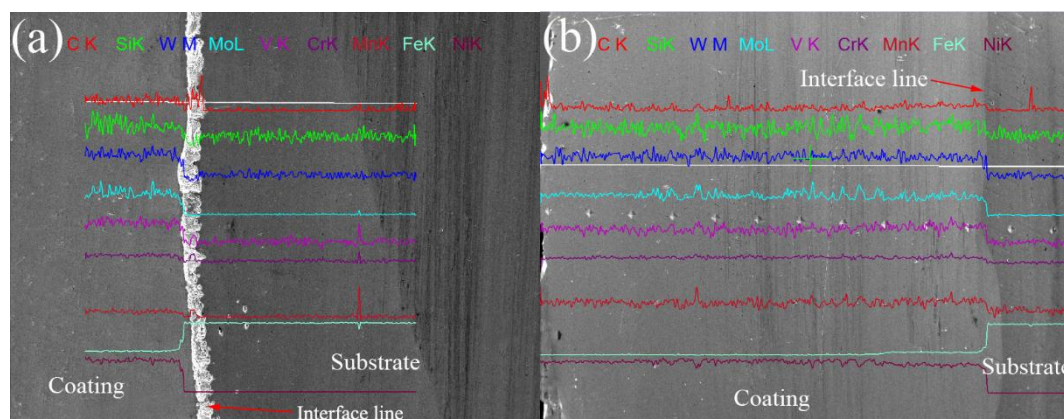 (a)
C K SiK W M MoL V K CrK MnK FeK NiK
Substrate
Coating
Interface line
(b)
C K SiK W M MoL V K CrK MnK FeK NiK
Interface line
Substrate
Coating